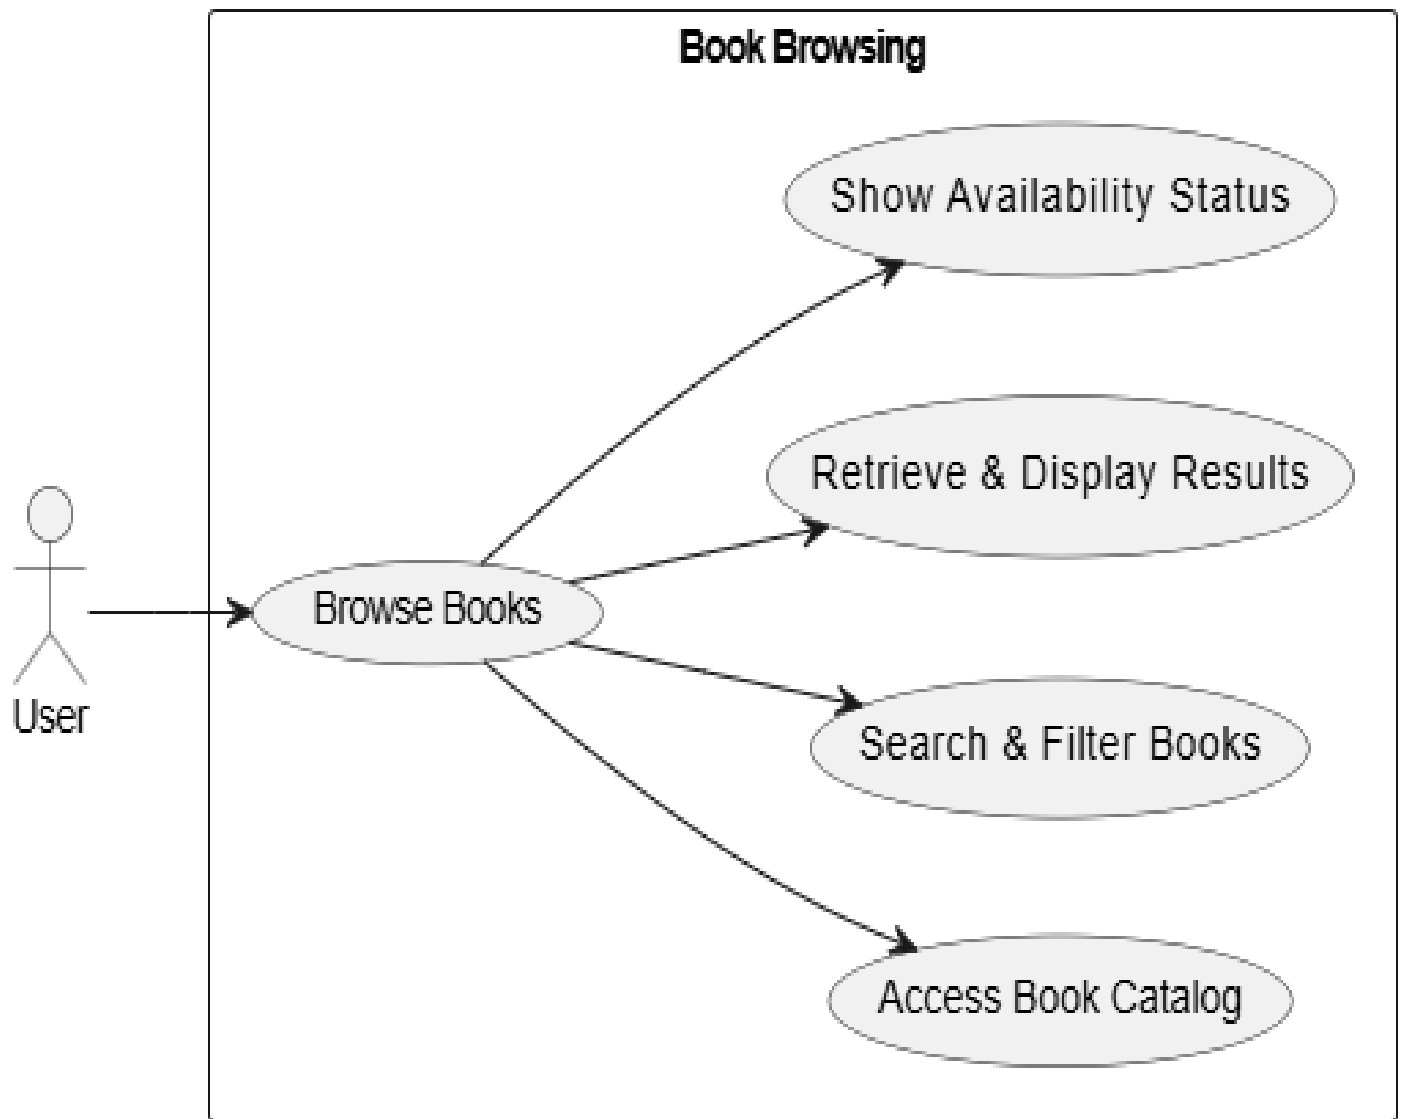 Book Browsing
Show Availability Status
Retrieve & Display Results
Browse Books
User
Search & Filter Books
Access Book Catalog